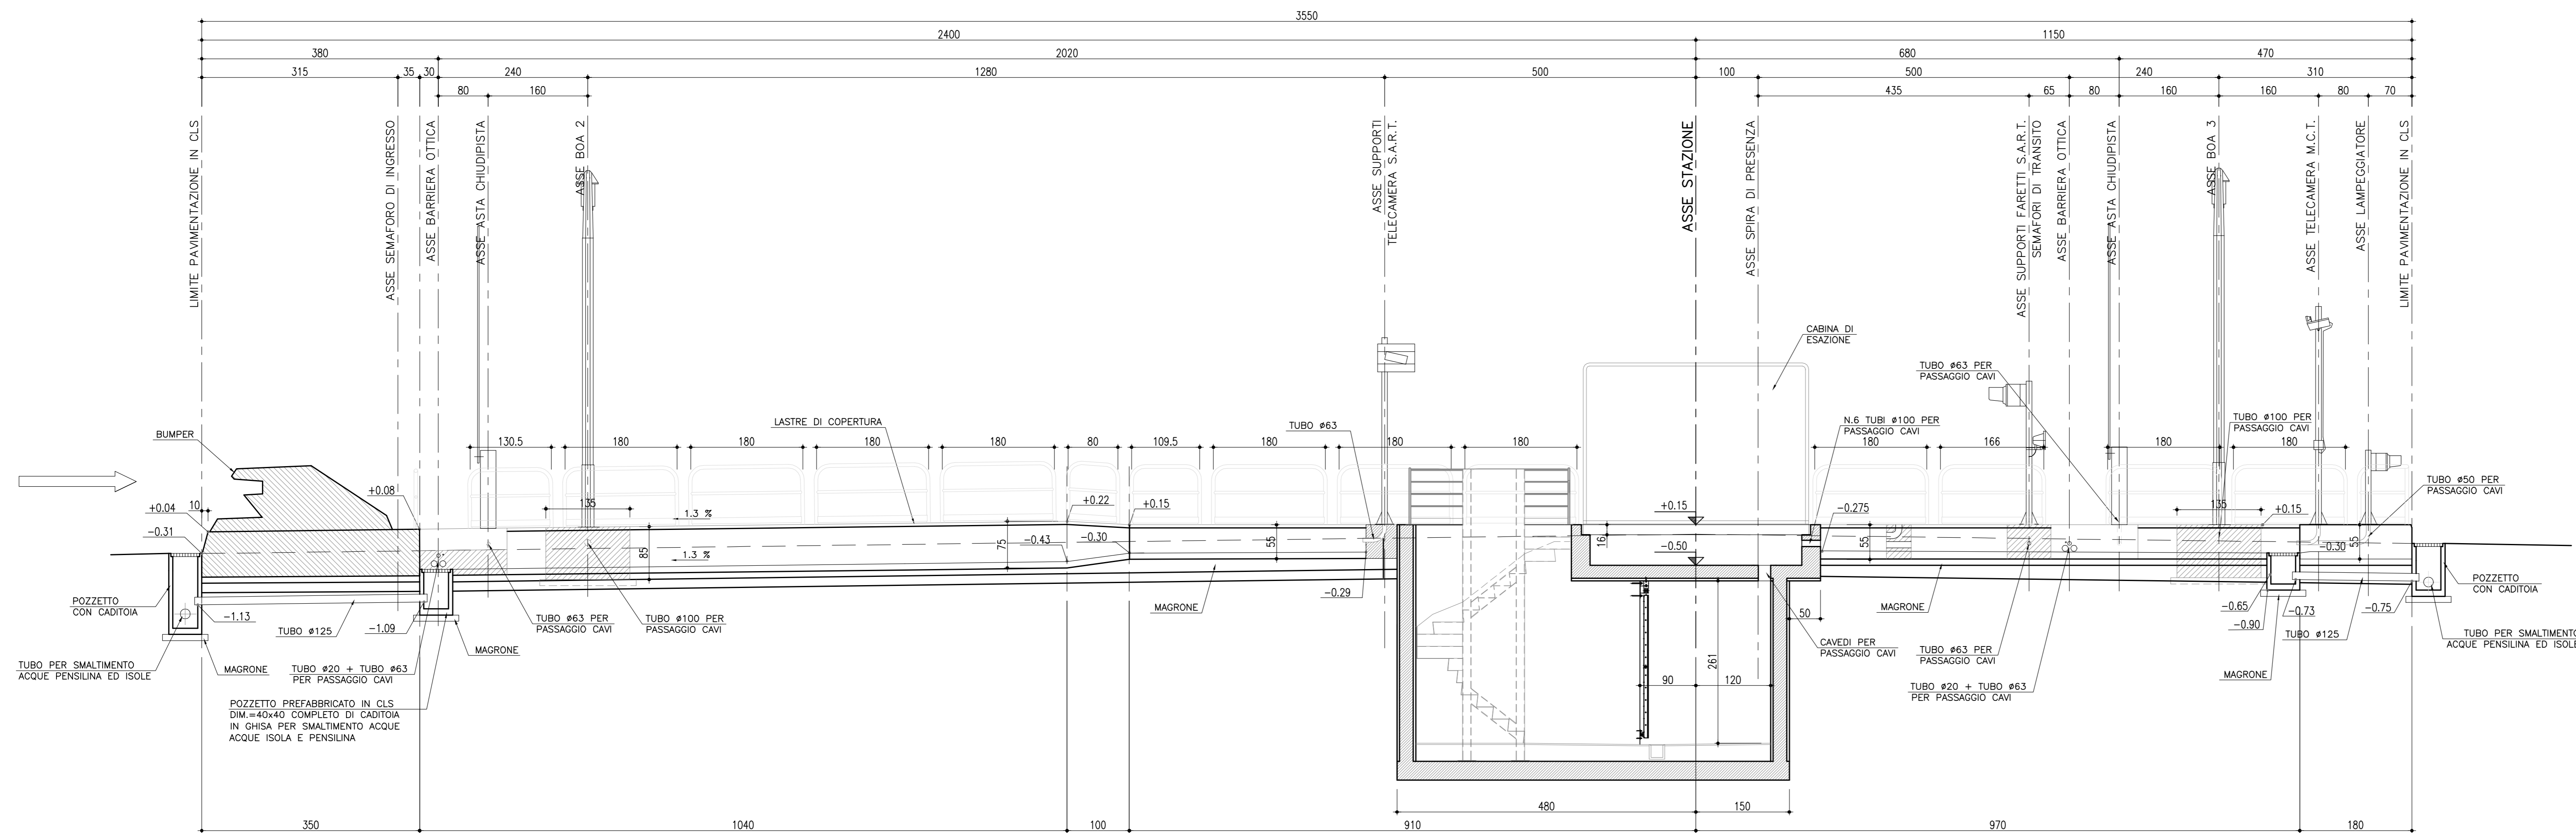 3550
2400
1150
380
2020
680
470
315
35
30
240
1280
500
100
500
240
310
80
160
435
65
80
160
160
80
70
LIMITE PAVIMENTAZIONE IN CLS
ASSE SEMAFORO DI INGRESSO
ASSE BARRIERA OTTICA
ASSE ASTA CHIUDIPISTA
ASSE BOA 2
ASSE SUPPORTI
TELECAMERA S.A.R.T.
ASSE STAZIONE
ASSE SPIRA DI PRESENZA
ASSE SUPPORTI FARETTI S.A.R.T.
SEMAFORI DI TRANSITO
ASSE BARRIERA OTTICA
ASSE ASTA CHIUDIPISTA
ASSE BOA 3
ASSE TELECAMERA M.C.T.
ASSE LAMPEGGIATORE
LIMITE PAVIMENTAZIONE IN CLS
CABINA DI
ESAZIONE
TUBO ø63 PER
PASSAGGIO CAVI
BUMPER
LASTRE DI COPERTURA
TUBO ø63
N.6 TUBI ø100 PER
PASSAGGIO CAVI
TUBO ø100 PER
PASSAGGIO CAVI
130.5
180
180
180
180
80
109.5
180
180
180
180
166
180
180
TUBO ø50 PER
PASSAGGIO CAVI
+0.08
10
+0.04
-0.31
135
1.3 %
+0.22
+0.15
+0.15
-0.275
135
+0.15
85
1.3 %
75
-0.43
-0.30
55
16
-0.50
55
-0.30
55
POZZETTO
CON CADITOIA
-1.13
TUBO ø125
-1.09
TUBO ø63 PER
PASSAGGIO CAVI
TUBO ø100 PER
PASSAGGIO CAVI
MAGRONE
-0.29
50
MAGRONE
-0.65
-0.73
-0.75
-0.90
TUBO ø125
POZZETTO
CON CADITOIA
TUBO PER SMALTIMENTO
ACQUE PENSILINA ED ISOLE
MAGRONE
TUBO ø20 + TUBO ø63
PER PASSAGGIO CAVI
MAGRONE
CAVEDI PER
PASSAGGIO CAVI
TUBO ø63 PER
PASSAGGIO CAVI
TUBO PER SMALTIMENTO
ACQUE PENSILINA ED ISOLE
MAGRONE
261
90
120
TUBO ø20 + TUBO ø63
PER PASSAGGIO CAVI
POZZETTO PREFABBRICATO IN CLS
DIM.=40x40 COMPLETO DI CADITOIA
IN GHISA PER SMALTIMENTO ACQUE
ACQUE ISOLA E PENSILINA
480
150
350
1040
100
910
970
180